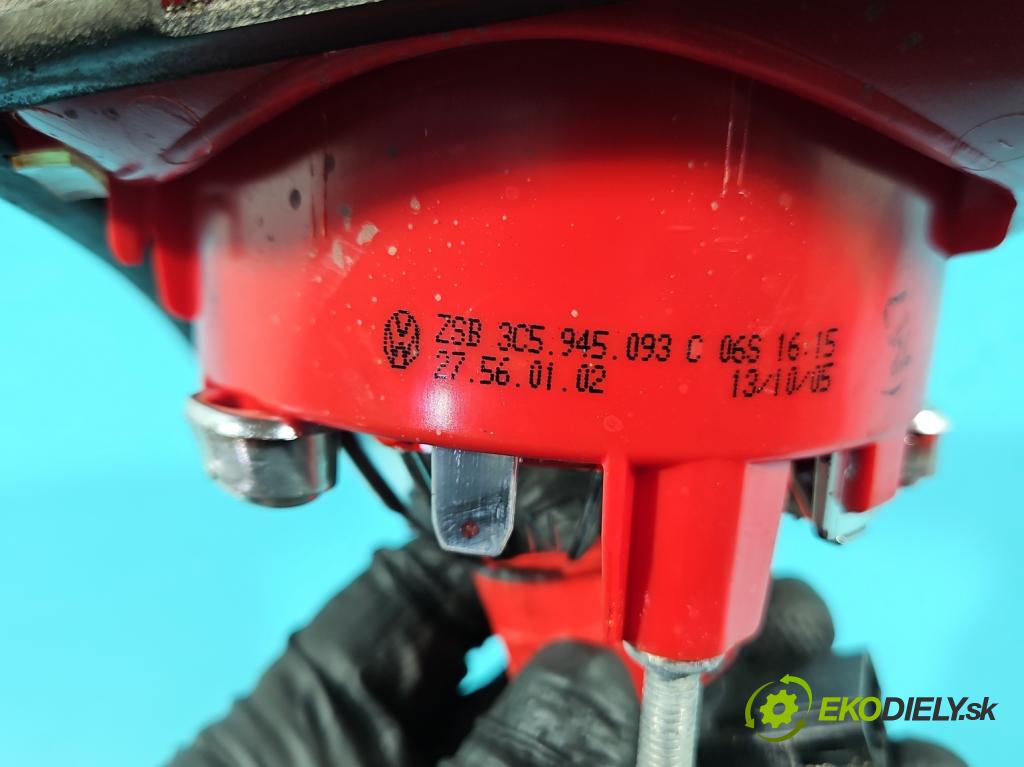 ZSB 3C5.945.093 C 06S 16:15
27.56.01.02 13/10/05
EKODIELY.sk